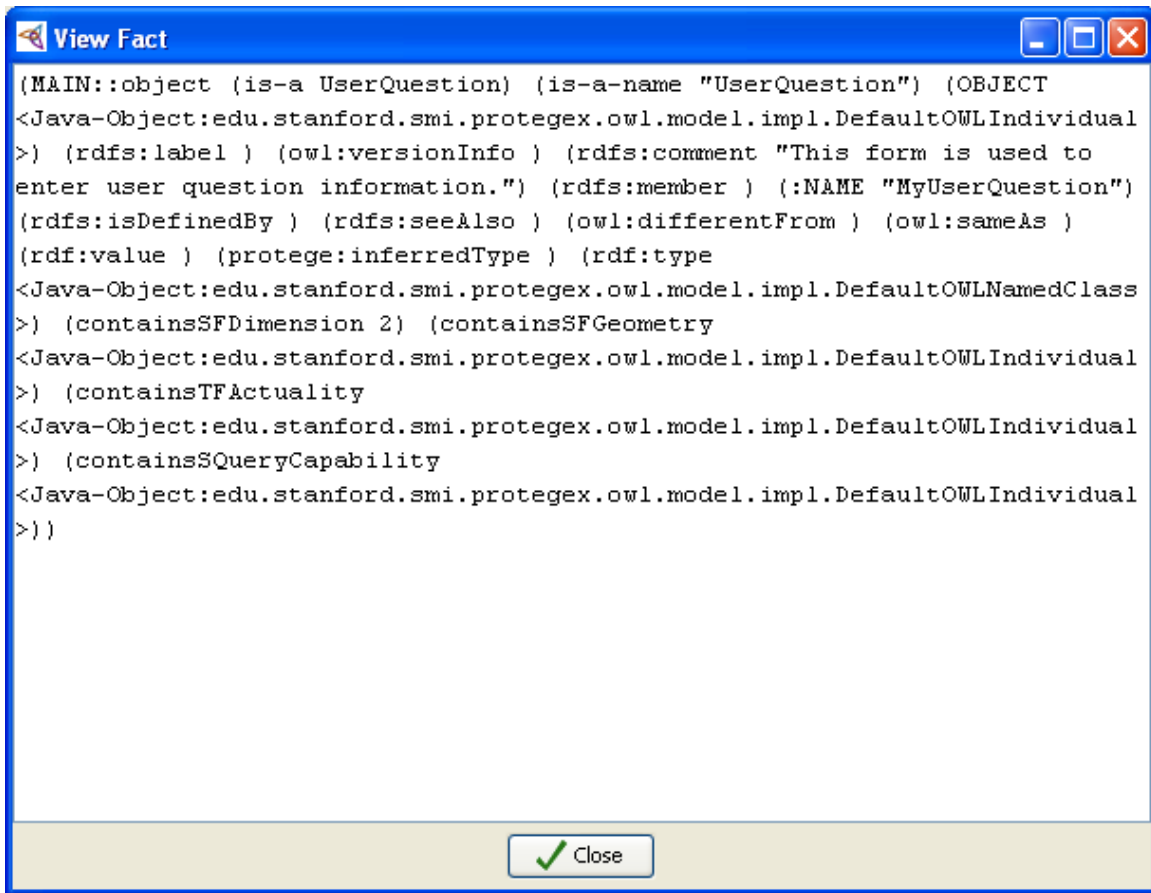 View Fact
(MAIN::object (is-a UserQuestion) (is-a-name "UserQuestion") (OBJECT
<Java-Object:edu.stanford.smi.protegex.owl.model.impl.DefaultOWLIndividual
>) (rdfs:label ) (owl:versionInfo ) (rdfs:comment "This form is used to
enter user question information.") (rdfs:member ) (:NAME "MyUserQuestion")
(rdfs:isDefinedBy ) (rdfs:seeAlso ) (owl:differentFrom ) (owl:sameAs )
(rdf:value ) (protege:inferredType ) (rdf:type
<Java-Object:edu.stanford.smi.protegex.owl.model.impl.DefaultOWLNamedClass
>) (containsSFDimension 2) (containsSFGeometry
<Java-Object:edu.stanford.smi.protegex.owl.model.impl.DefaultOWLIndividual
>) (containsTFActuality
<Java-Object:edu.stanford.smi.protegex.owl.model.impl.DefaultOWLIndividual
>) (containsSQueryCapability
<Java-Object:edu.stanford.smi.protegex.owl.model.impl.DefaultOWLIndividual
>))
Close